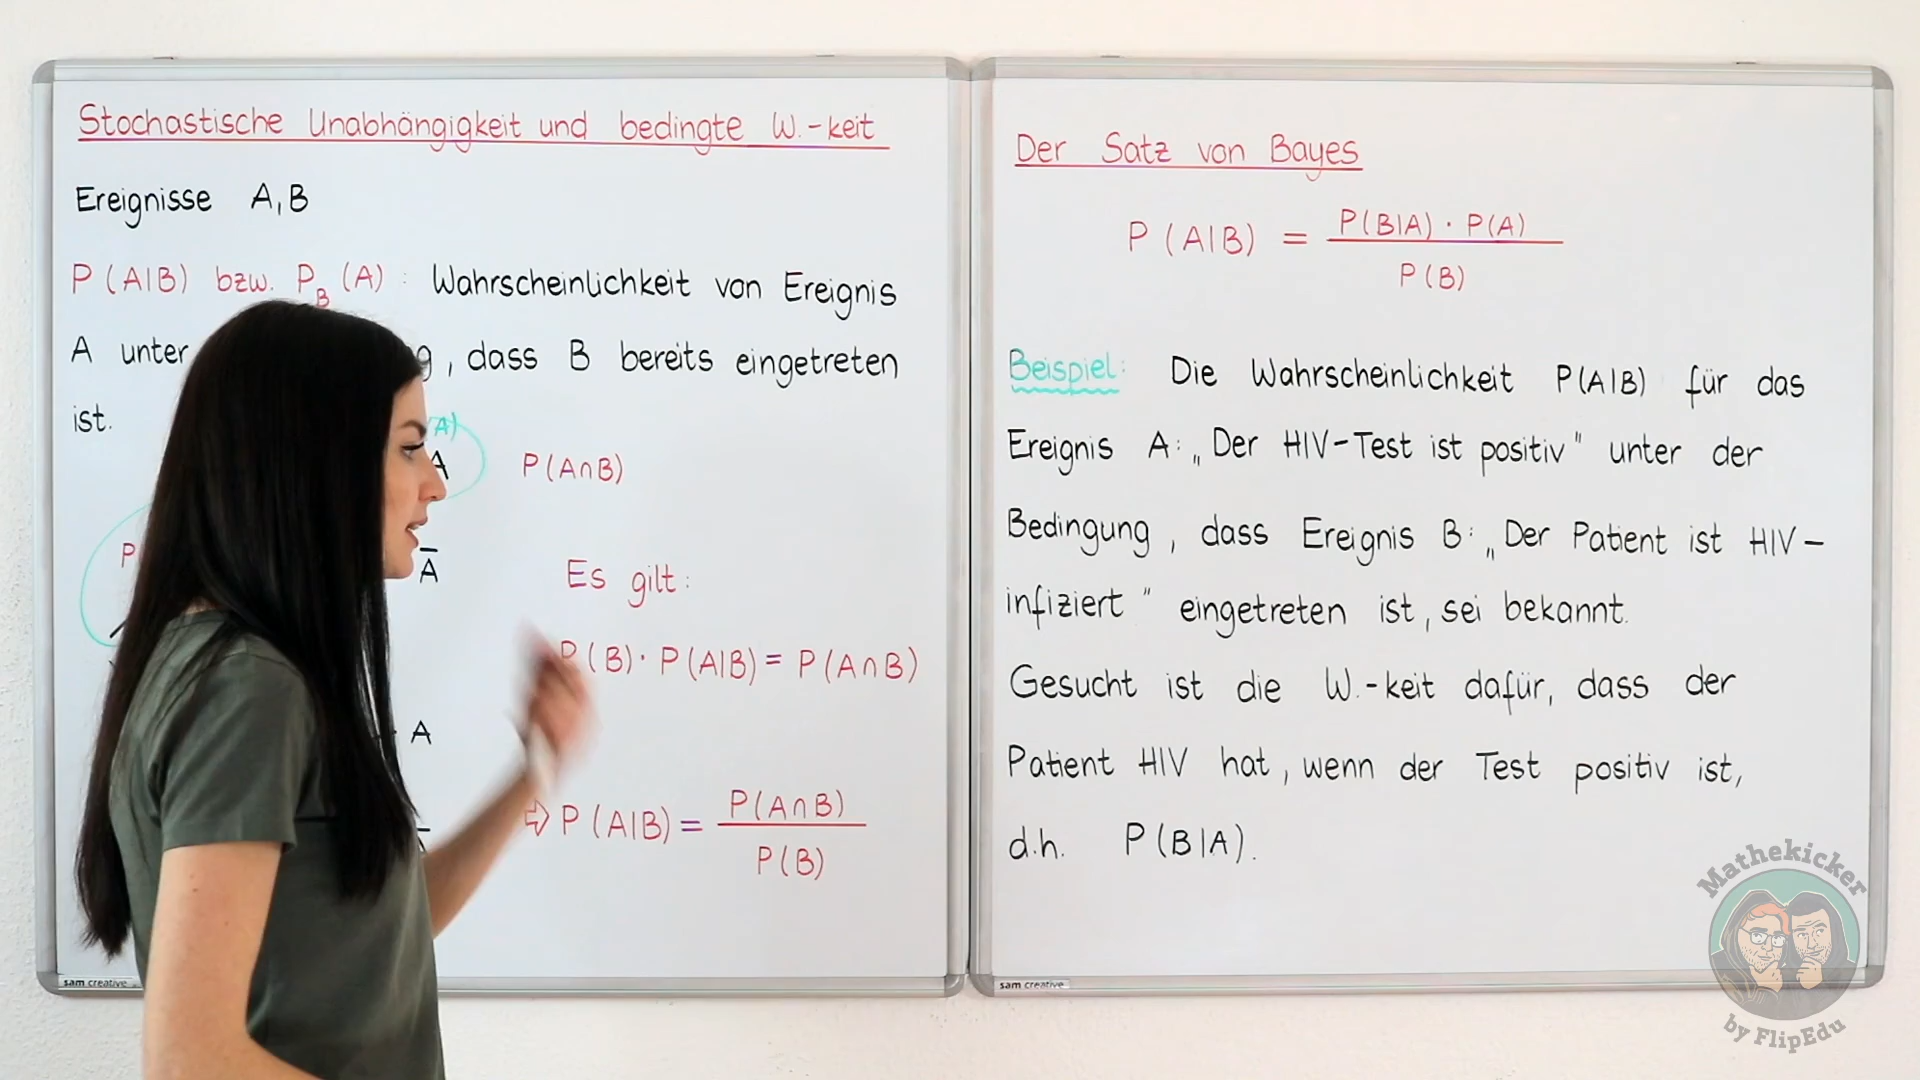 Stochastische Unabhängigkeit und bedingte W.-keit
Ereignisse A, B
P(A|B) bzw. P_B(A): Wahrscheinlichkeit von Ereignis
A unter , dass B bereits eingetreten
ist.
A)
A
P(A∩B)
P
A̅
Es gilt:
P(B)·P(A|B) = P(A∩B)
A
⇨ P(A|B) = P(A∩B)
P(B)
sam creative
Der Satz von Bayes
P(A|B) = P(B|A)·P(A)
P(B)
Beispiel: Die Wahrscheinlichkeit P(A|B) für das
Ereignis A: „Der HIV-Test ist positiv“ unter der
Bedingung, dass Ereignis B: „Der Patient ist HIV-
infiziert“ eingetreten ist, sei bekannt.
Gesucht ist die W.-keit dafür, dass der
Patient HIV hat, wenn der Test positiv ist,
d.h. P(B|A).
sam creative
Mathekicker
by FlipEdu